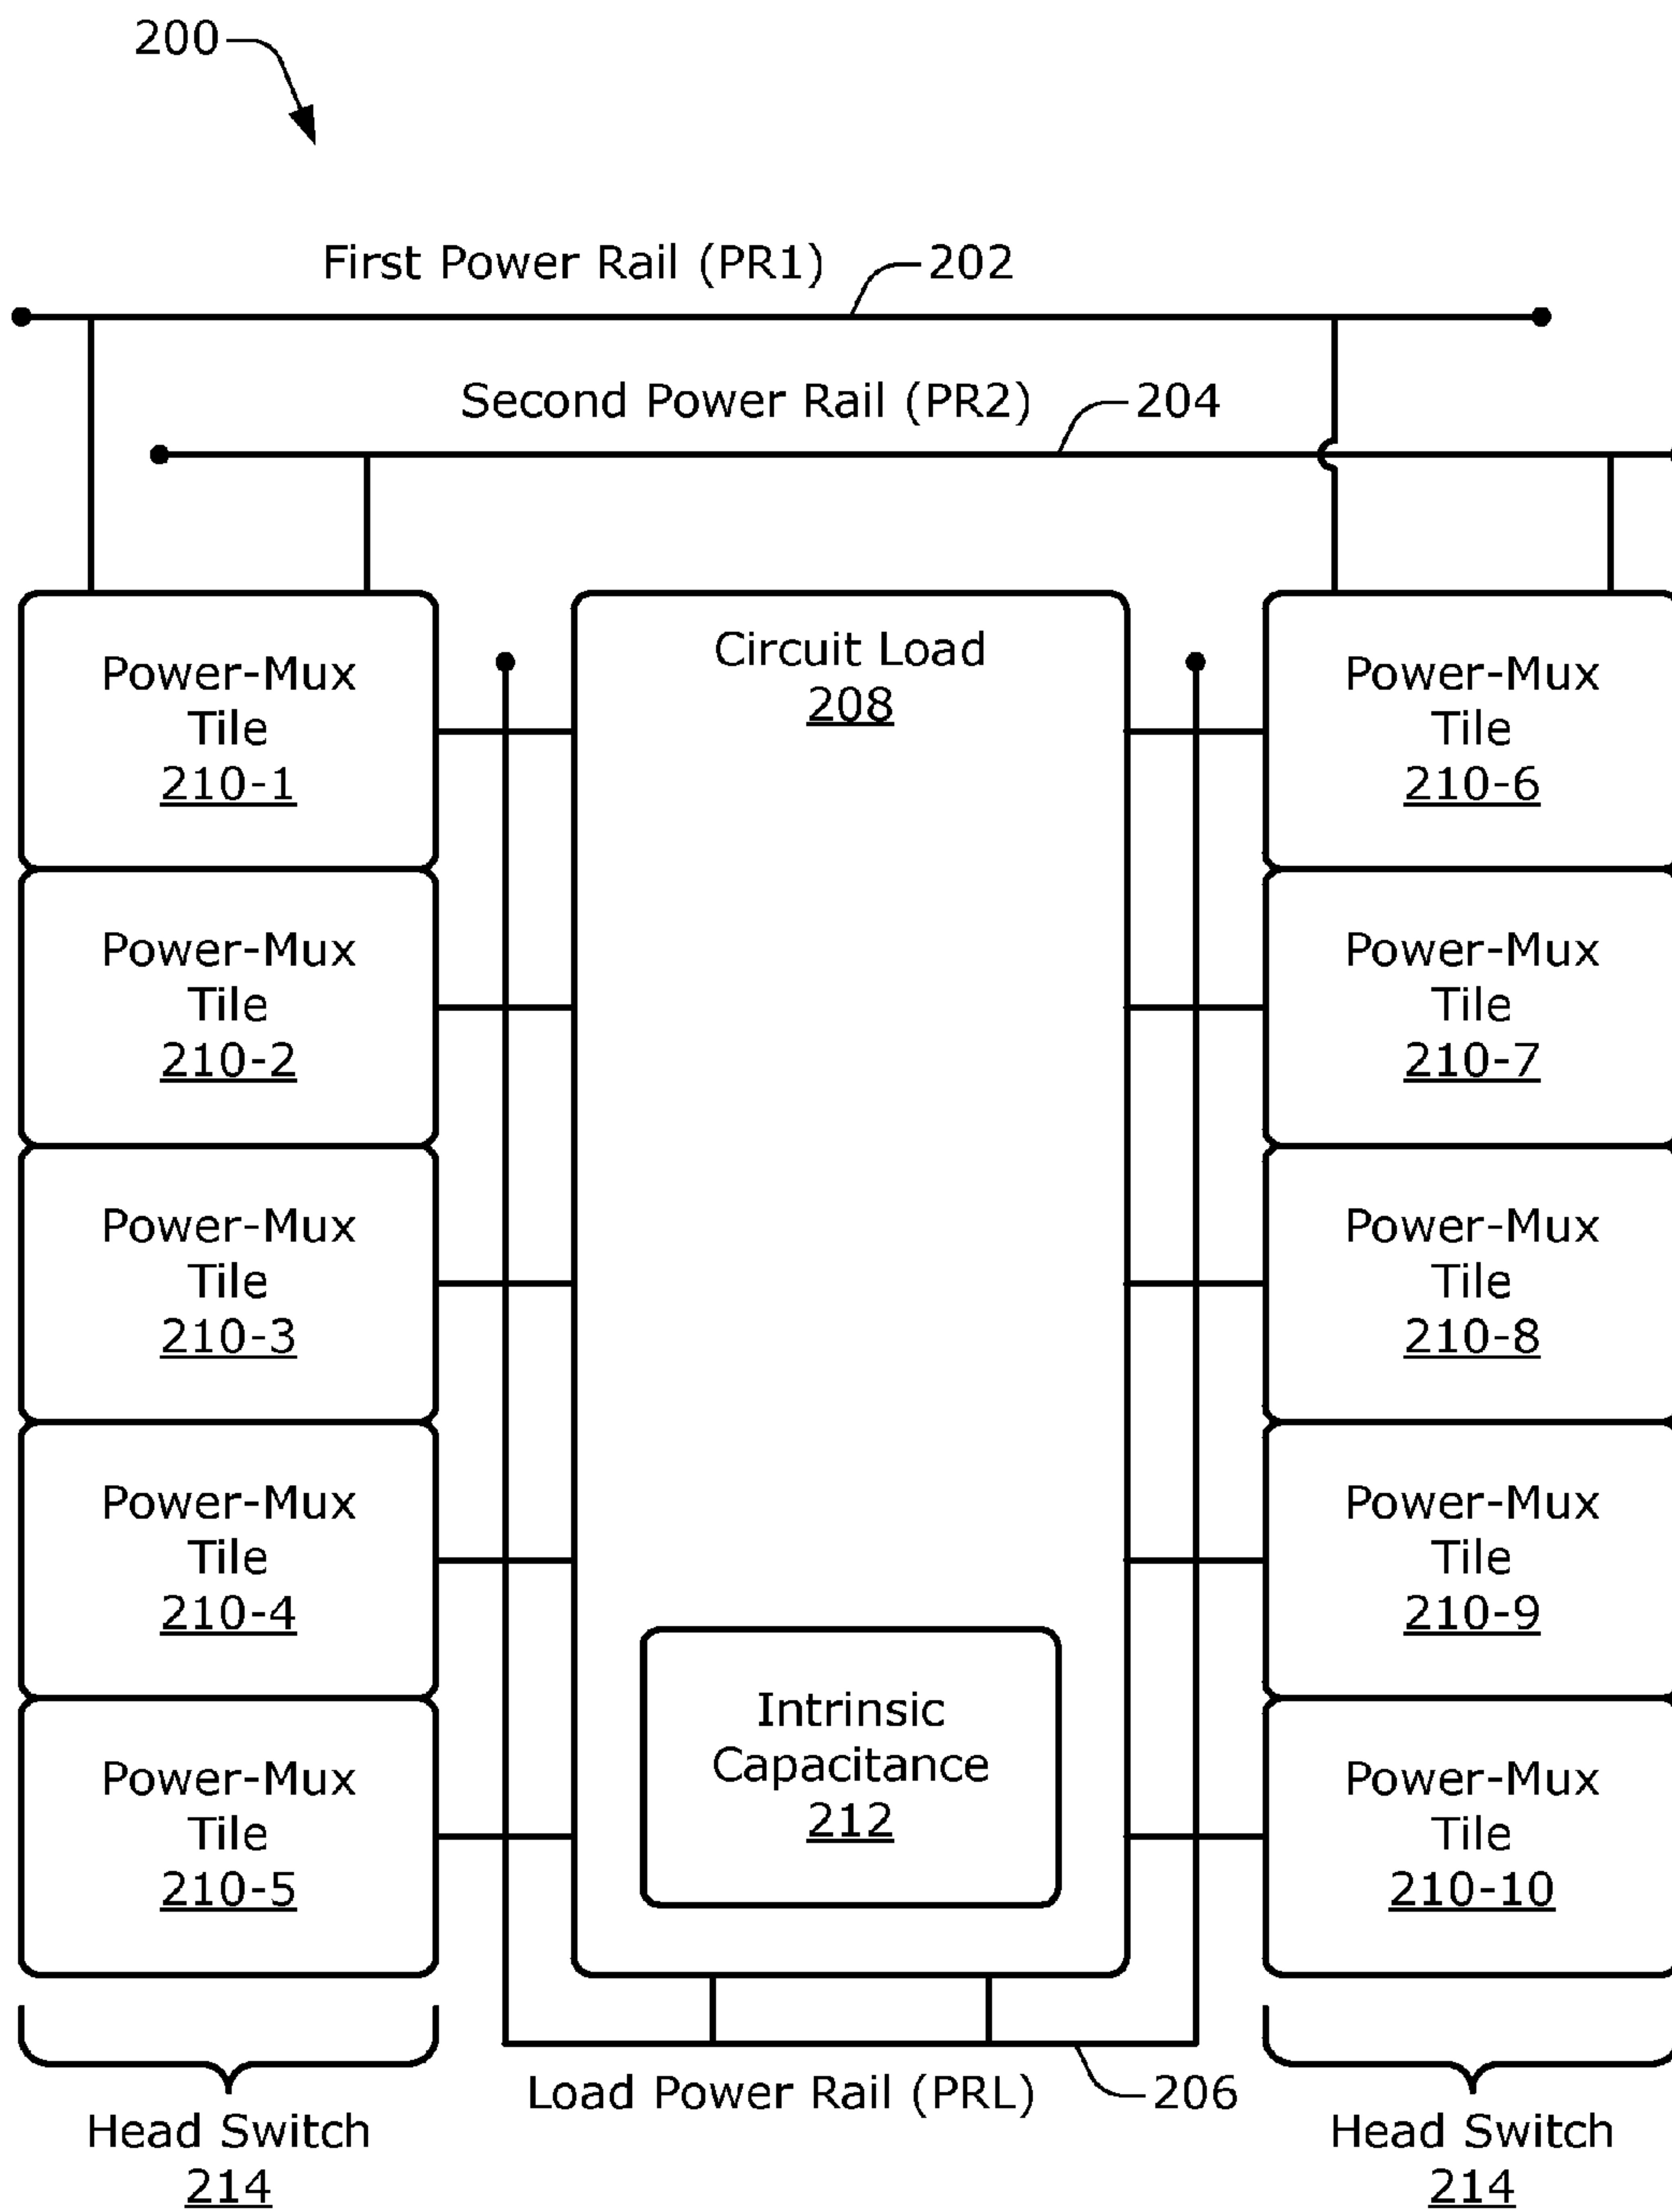 200
First Power Rail (PR1)
202
Second Power Rail (PR2)
204
Power-Mux
Tile
210-1
Power-Mux
Tile
210-2
Power-Mux
Tile
210-3
Power-Mux
Tile
210-4
Power-Mux
Tile
210-5
Head Switch
214
Circuit Load
208
Intrinsic
Capacitance
212
Load Power Rail (PRL)
206
Power-Mux
Tile
210-6
Power-Mux
Tile
210-7
Power-Mux
Tile
210-8
Power-Mux
Tile
210-9
Power-Mux
Tile
210-10
Head Switch
214